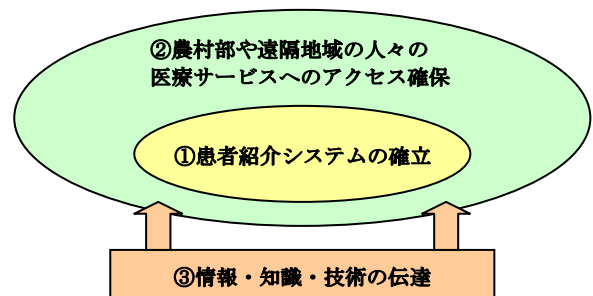 ②農村部や遠隔地域の人々の
医療サービスへのアクセス確保
①患者紹介システムの確立
③情報・知識・技術の伝達